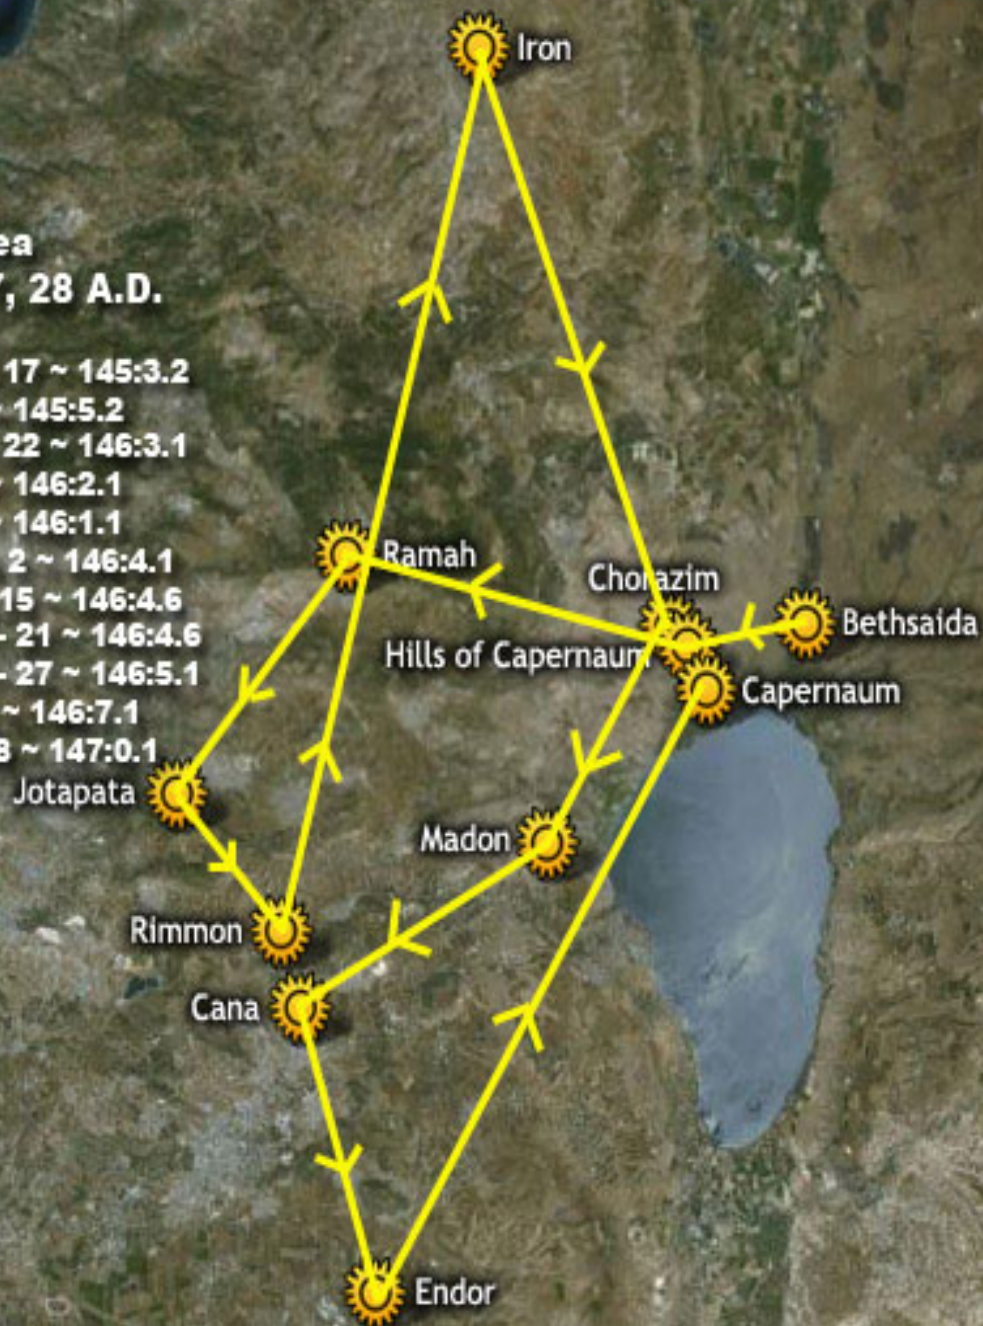 Iron
ea
, 28 A.D.
17 ~ 145:3.2
~ 145:5.2
22 ~ 146:3.1
~ 146:2.1
~ 146:1.1
2 ~ 146:4.1
15 ~ 146:4.6
- 21 ~ 146:4.6
- 27 ~ 146:5.1
~ 146:7.1
8 ~ 147:0.1
Ramah
Chorazim
Bethsaida
Hills of Capernaum
Capernaum
Jotapata
Madon
Rimmon
Cana
Endor